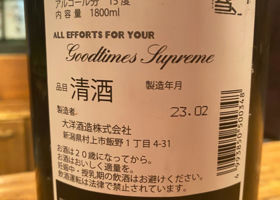 アルコール分 15度
内容量 1800ml
ALL EFFORTS FOR YOUR
Goodtimes Supreme
品目 清酒 製造年月
23.02
大洋酒造株式会社
新潟県村上市飯野1丁目4-31
お酒は20歳になってから。
お酒はおいしく適量を。
妊娠中・授乳期の飲酒はお避けください。
飲酒運転は法律で禁止されています。
4993650500348